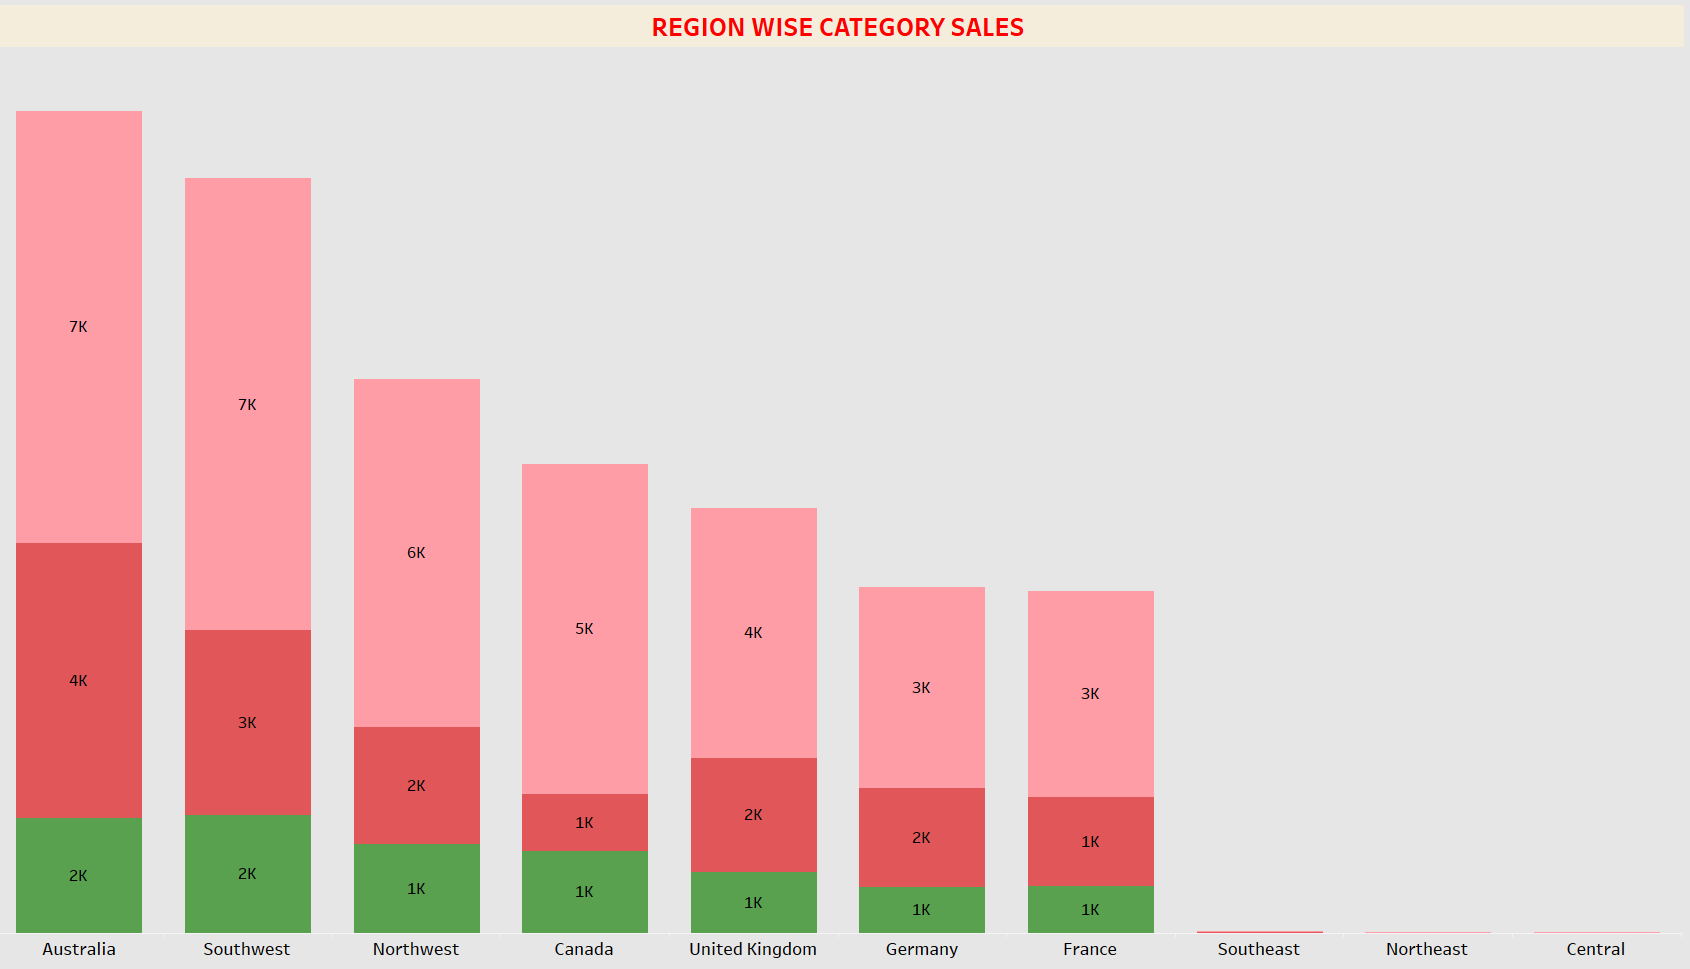 REGION WISE CATEGORY SALES
7K
7K
6K
5K
4K
3K
3K
4K
3K
2K
1K
2K
2K
1K
2K
2K
1K
1K
1K
1K
1K
Australia Southwest Northwest Canada United Kingdom Germany France Southeast Northeast Central